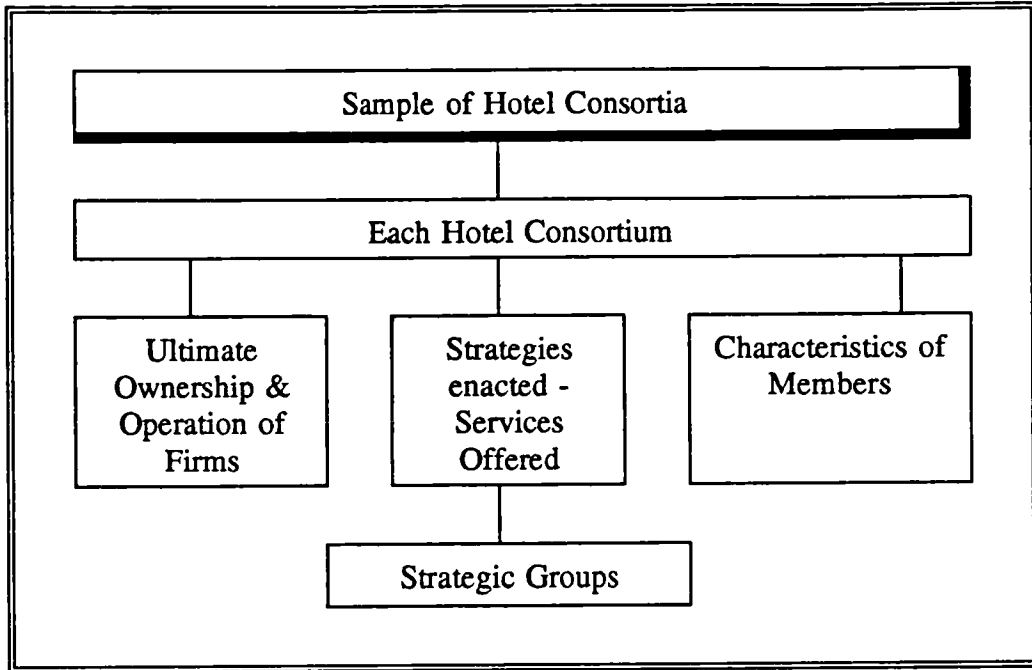 Sample of Hotel Consortia
Each Hotel Consortium
Ultimate
Ownership &
Operation of
Firms
Strategies
enacted -
Services
Offered
Characteristics of
Members
Strategic Groups